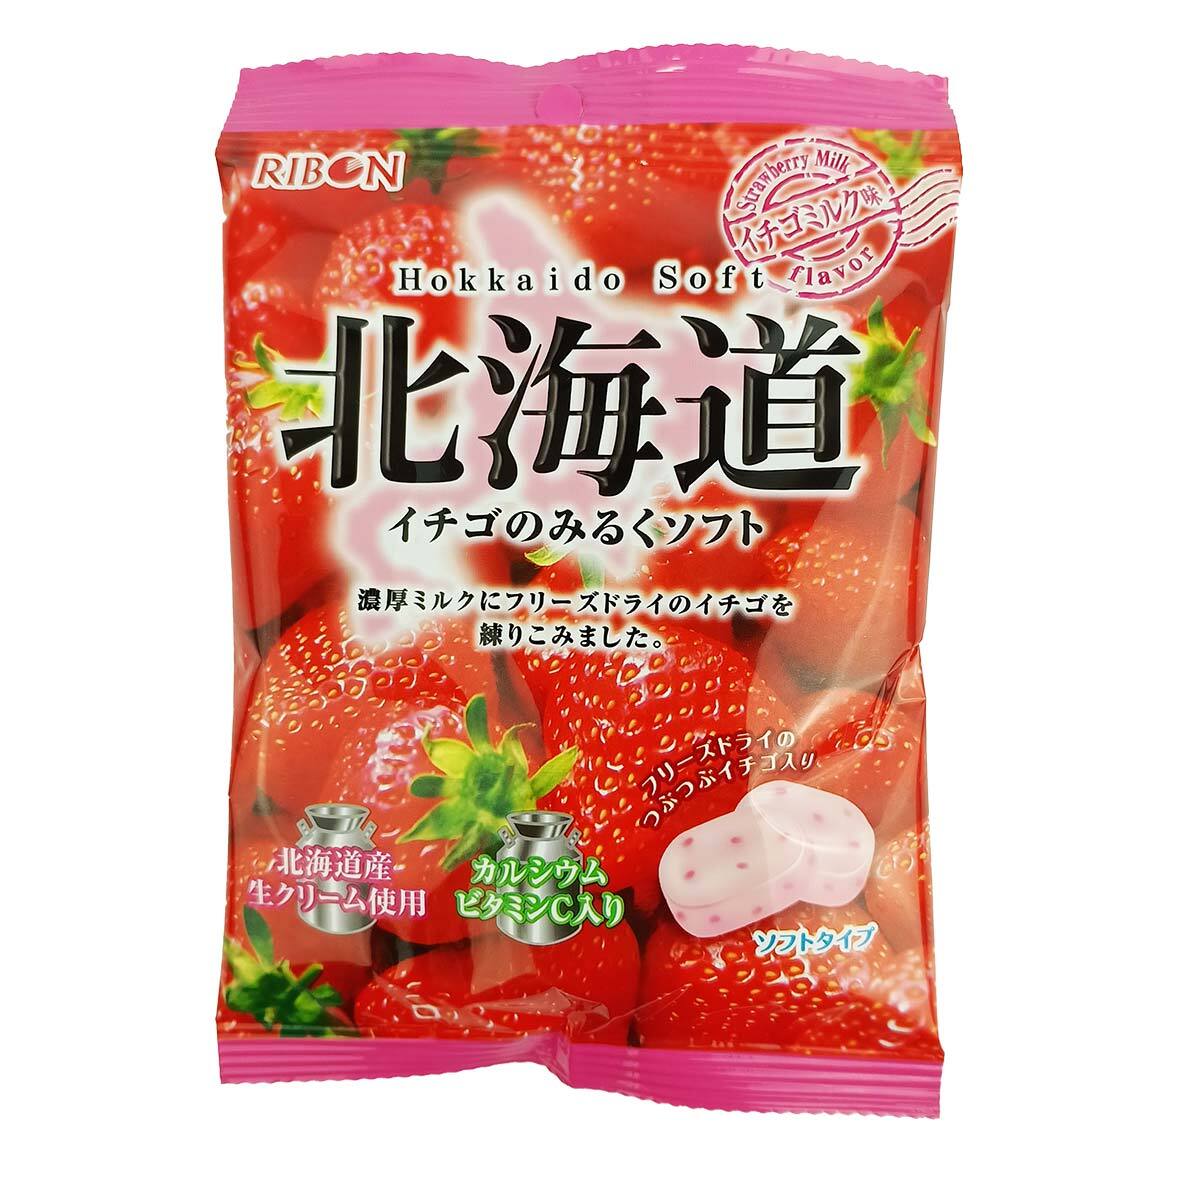 RIBON
Strawberry Milk
イチゴミルク味
flavor
Hokkaido Soft
北海道
イチゴのみるくソフト
濃厚ミルクにフリーズドライのイチゴを
練りこみました。
フリーズドライの
つぶつぶイチゴ入り
北海道産
生クリーム使用
カルシウム
ビタミンC入り
ソフトタイプ